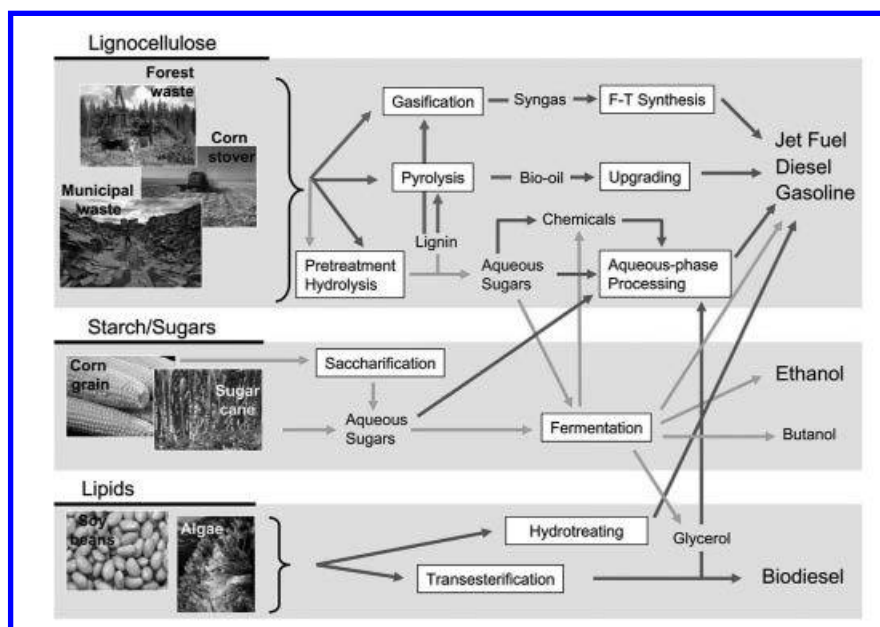 Lignocellulose
Forest
waste
Corn
stover
Municipal
waste
Gasification
Syngas
F-T Synthesis
Pyrolysis
Bio-oil
Upgrading
Jet Fuel
Diesel
Gasoline
Lignin
Chemicals
Pretreatment
Hydrolysis
Aqueous
Sugars
Aqueous-phase
Processing
Starch/Sugars
Corn
grain
Sugar
cane
Saccharification
Aqueous
Sugars
Fermentation
Ethanol
Butanol
Lipids
Soy
beans
Algae
Hydrotreating
Glycerol
Transesterification
Biodiesel